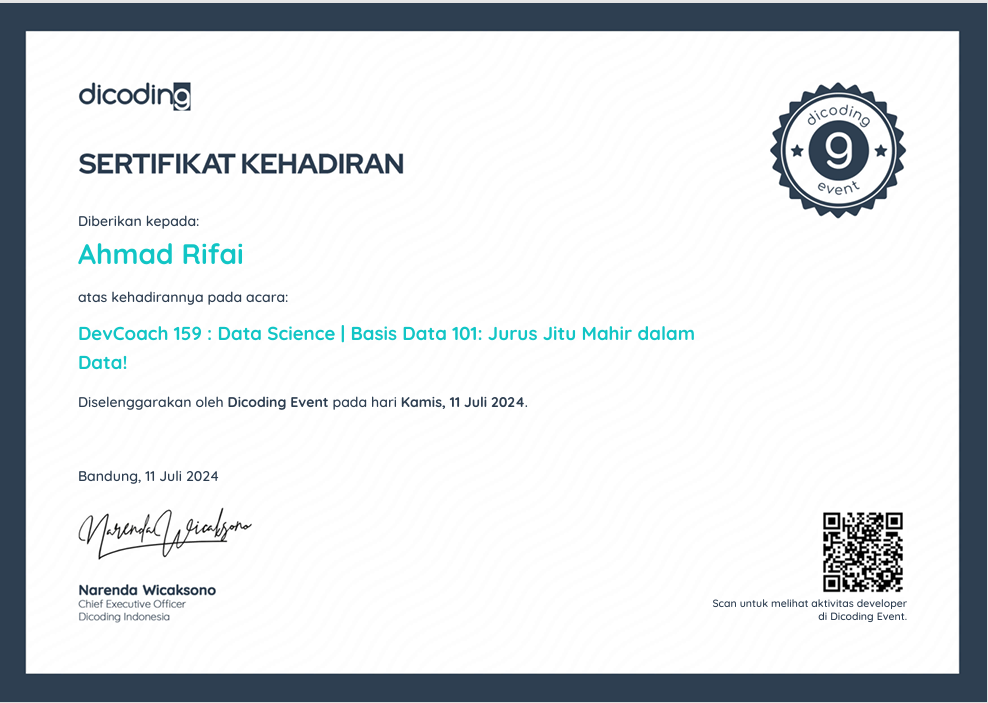 dicoding
dicoding
9
event
SERTIFIKAT KEHADIRAN
Diberikan kepada:
Ahmad Rifai
atas kehadirannya pada acara:
DevCoach 159 : Data Science | Basis Data 101: Jurus Jitu Mahir dalam
Data!
Diselenggarakan oleh Dicoding Event pada hari Kamis, 11 Juli 2024.
Bandung, 11 Juli 2024
Narenda Wicaksono
Narenda Wicaksono
Chief Executive Officer
Dicoding Indonesia
Scan untuk melihat aktivitas developer
di Dicoding Event.